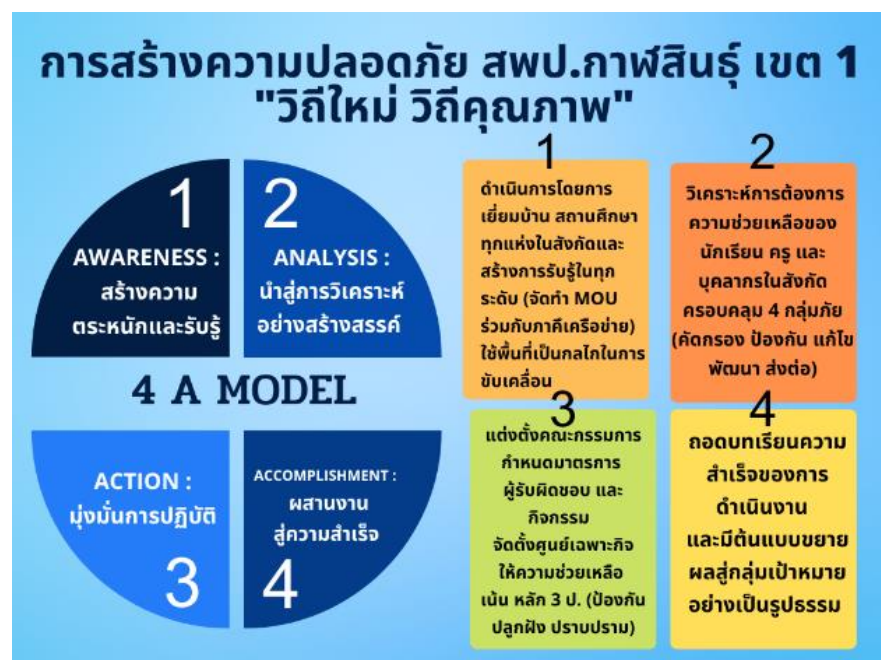 การสร้างความปลอดภัย สพป.กาฬสินธุ์ เขต 1
"วิถีใหม่ วิถีคุณภาพ"
1
AWARENESS :
สร้างความ
ตระหนักและรับรู้
2
ANALYSIS :
นำสู่การวิเคราะห์
อย่างสร้างสรรค์
4 A MODEL
ACTION :
มุ่งมั่นการปฏิบัติ
3
ACCOMPLISHMENT :
ผสานงาน
สู่ความสำเร็จ
4
1
ดำเนินการโดยการ
เยี่ยมบ้าน สถานศึกษา
ทุกแห่งในสังกัดและ
สร้างการรับรู้ในทุก
ระดับ (จัดทำ MOU
ร่วมกับภาคีเครือข่าย)
ใช้พื้นที่เป็นกลไกในการ
ขับเคลื่อน
2
วิเคราะห์การต้องการ
ความช่วยเหลือของ
นักเรียน ครู และ
บุคลากรในสังกัด
ครอบคลุม 4 กลุ่มภัย
(คัดกรอง ป้องกัน แก้ไข
พัฒนา ส่งต่อ)
3
แต่งตั้งคณะกรรมการ
กำหนดมาตรการ
ผู้รับผิดชอบ และ
กิจกรรม
จัดตั้งศูนย์เฉพาะกิจ
ให้ความช่วยเหลือ
เน้น หลัก 3 ป. (ป้องกัน
ปลูกฝัง ปราบปราม)
4
ถอดบทเรียนความ
สำเร็จของการ
ดำเนินงาน
และมีต้นแบบขยาย
ผลสู่กลุ่มเป้าหมาย
อย่างเป็นรูปธรรม